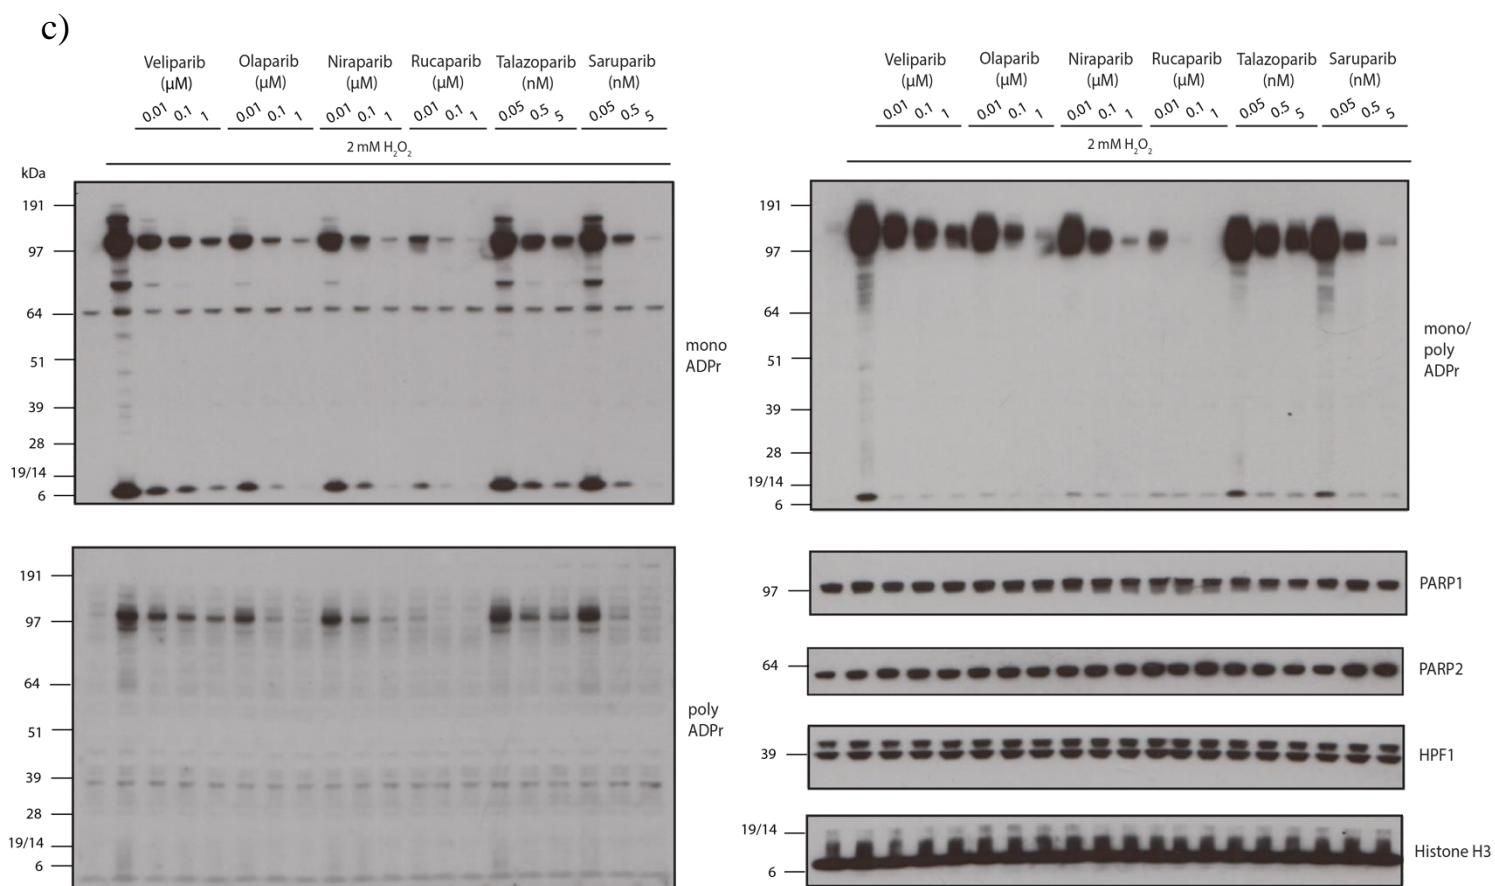 c)
Veliparib Olaparib Niraparib Rucaparib Talazoparib Saruparib
(μM) (μM) (μM) (μM) (nM) (nM)
0.01 0.1 1 0.01 0.1 1 0.01 0.1 1 0.01 0.1 1 0.05 0.5 5 0.05 0.5 5
2 mM H₂O₂
kDa
191
97
64
51
39
28
19/14
6
mono
ADPr
191
97
64
51
39
28
19/14
6
poly
ADPr
Veliparib Olaparib Niraparib Rucaparib Talazoparib Saruparib
(μM) (μM) (μM) (μM) (nM) (nM)
0.01 0.1 1 0.01 0.1 1 0.01 0.1 1 0.01 0.1 1 0.05 0.5 5 0.05 0.5 5
2 mM H₂O₂
191
97
64
51
39
28
19/14
6
mono/
poly
ADPr
97
PARP1
64
PARP2
39
HPF1
19/14
6
Histone H3